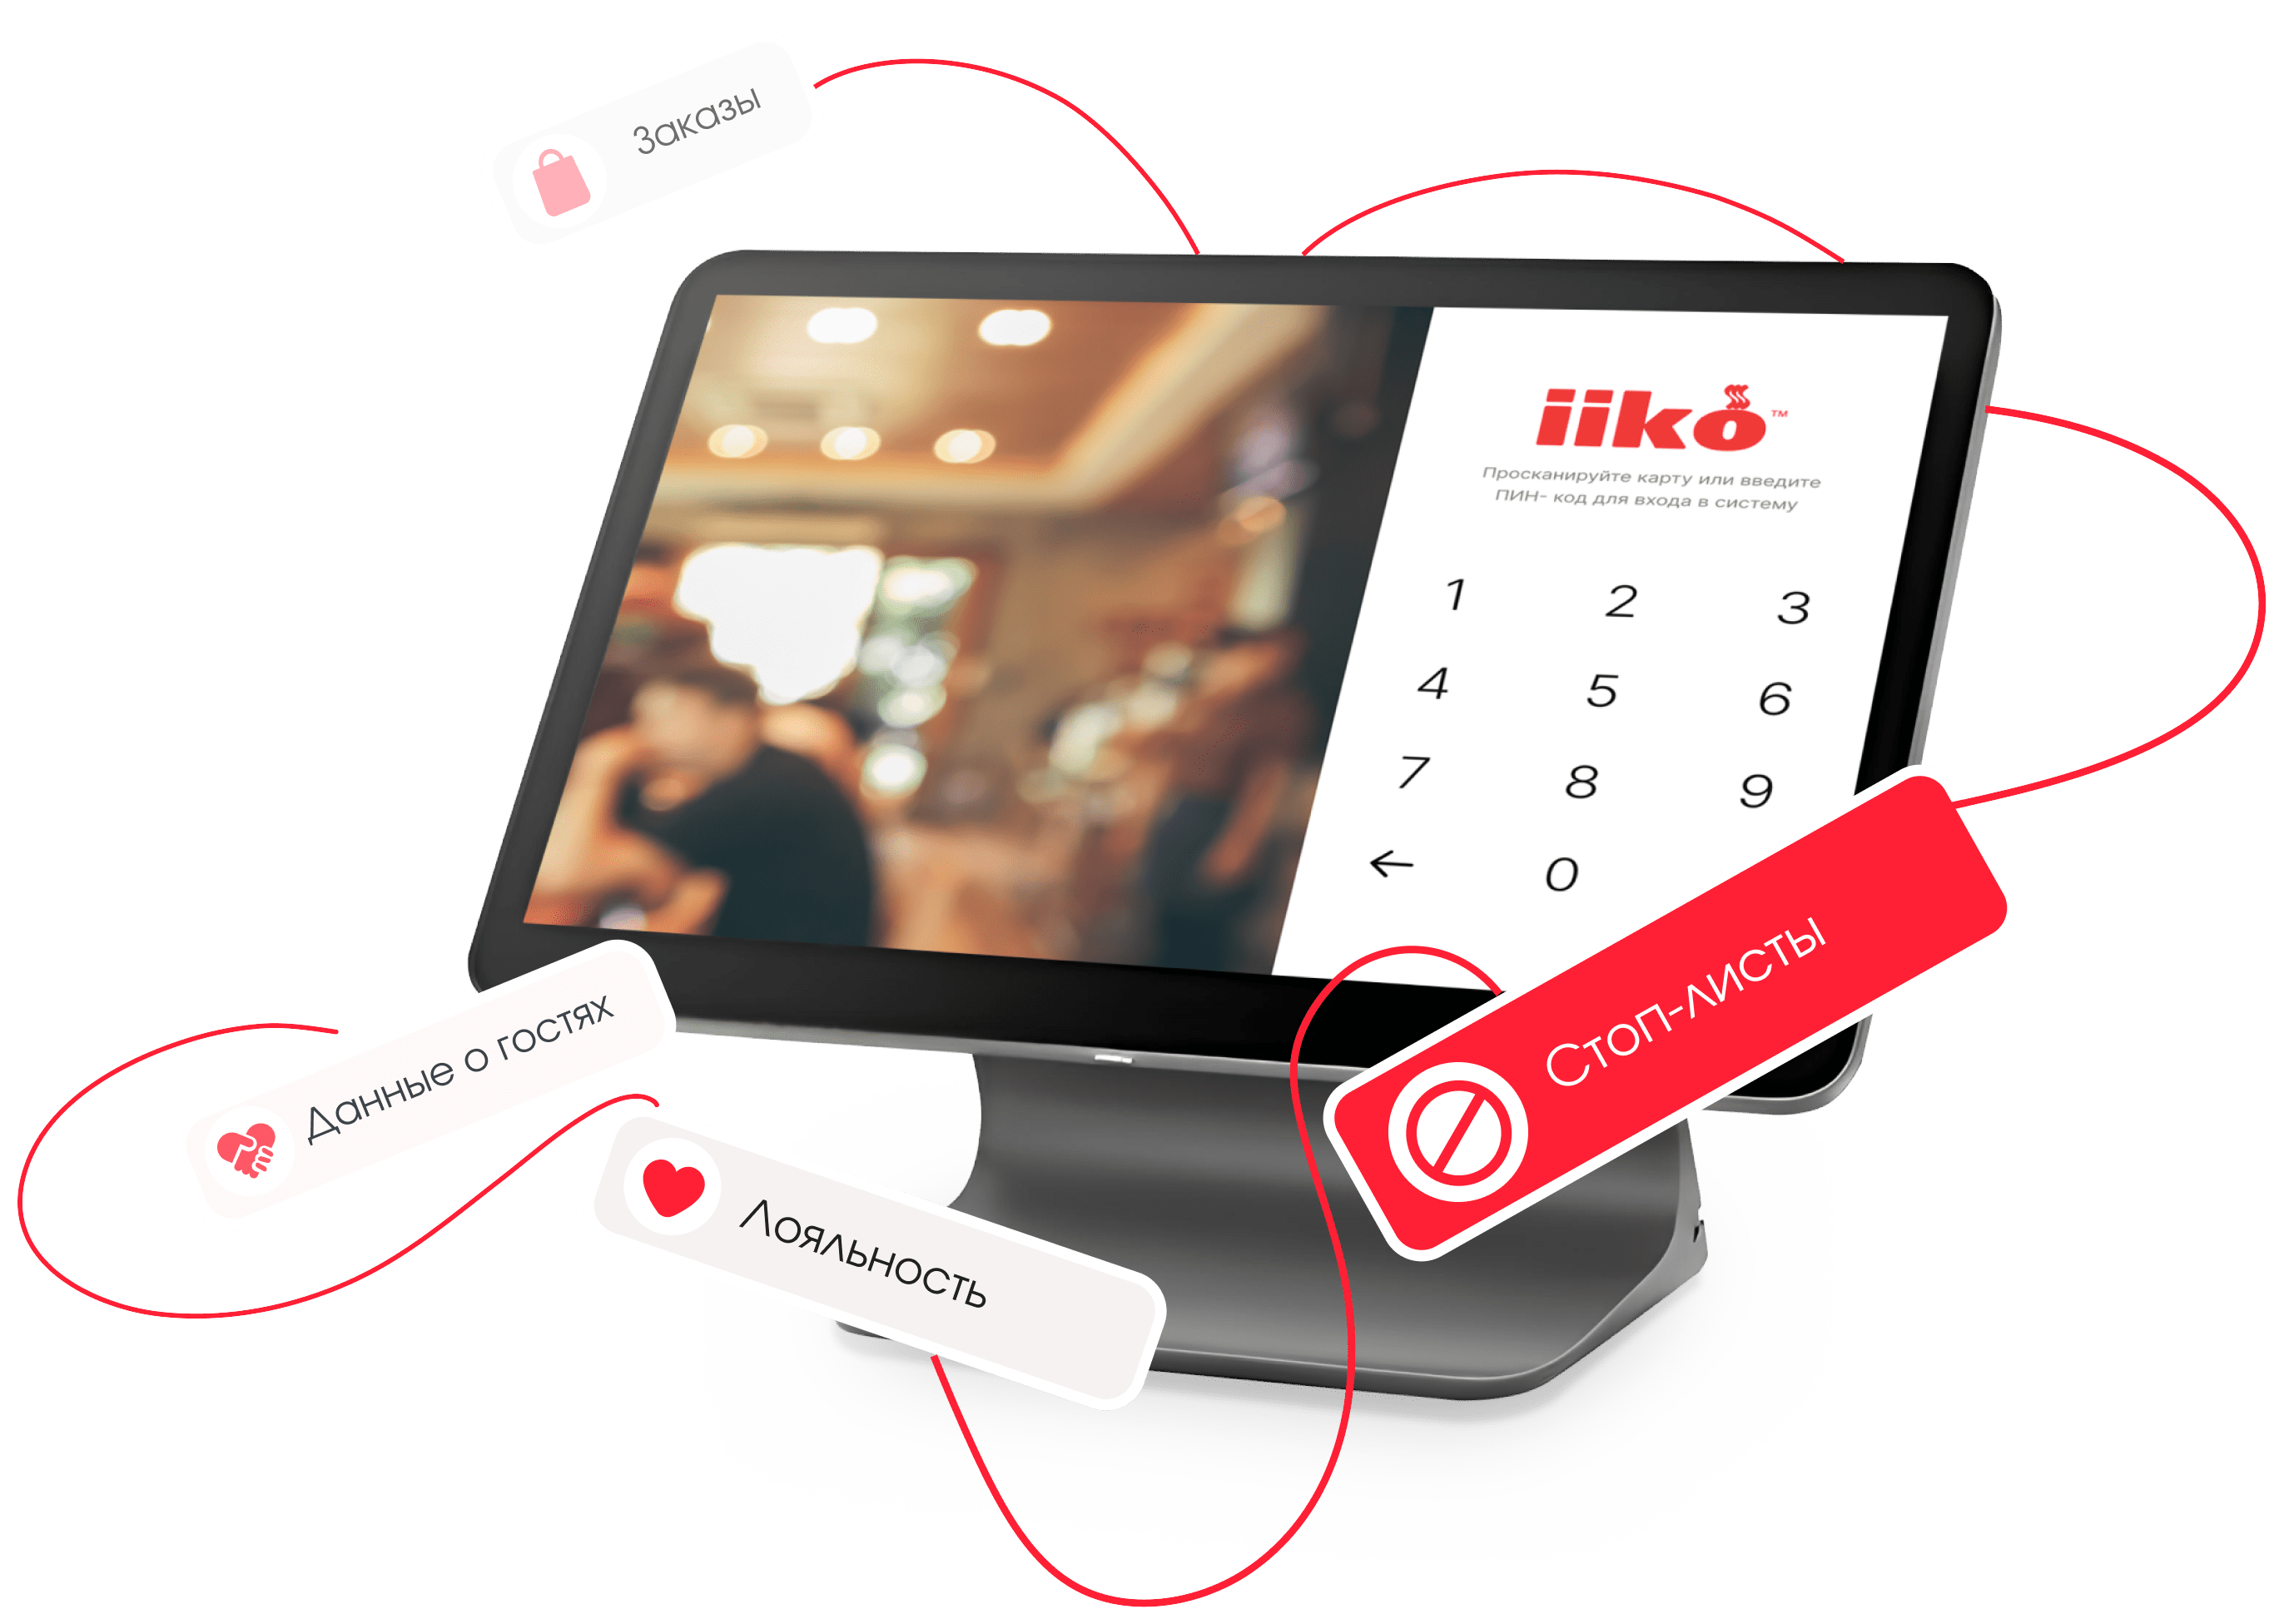 Заказы
iiko™
Просканируйте карту или введите
ПИН- код для входа в систему
1 2 3
4 5 6
7 8 9
← 0
Стоп-листы
Данные о гостях
Лояльность